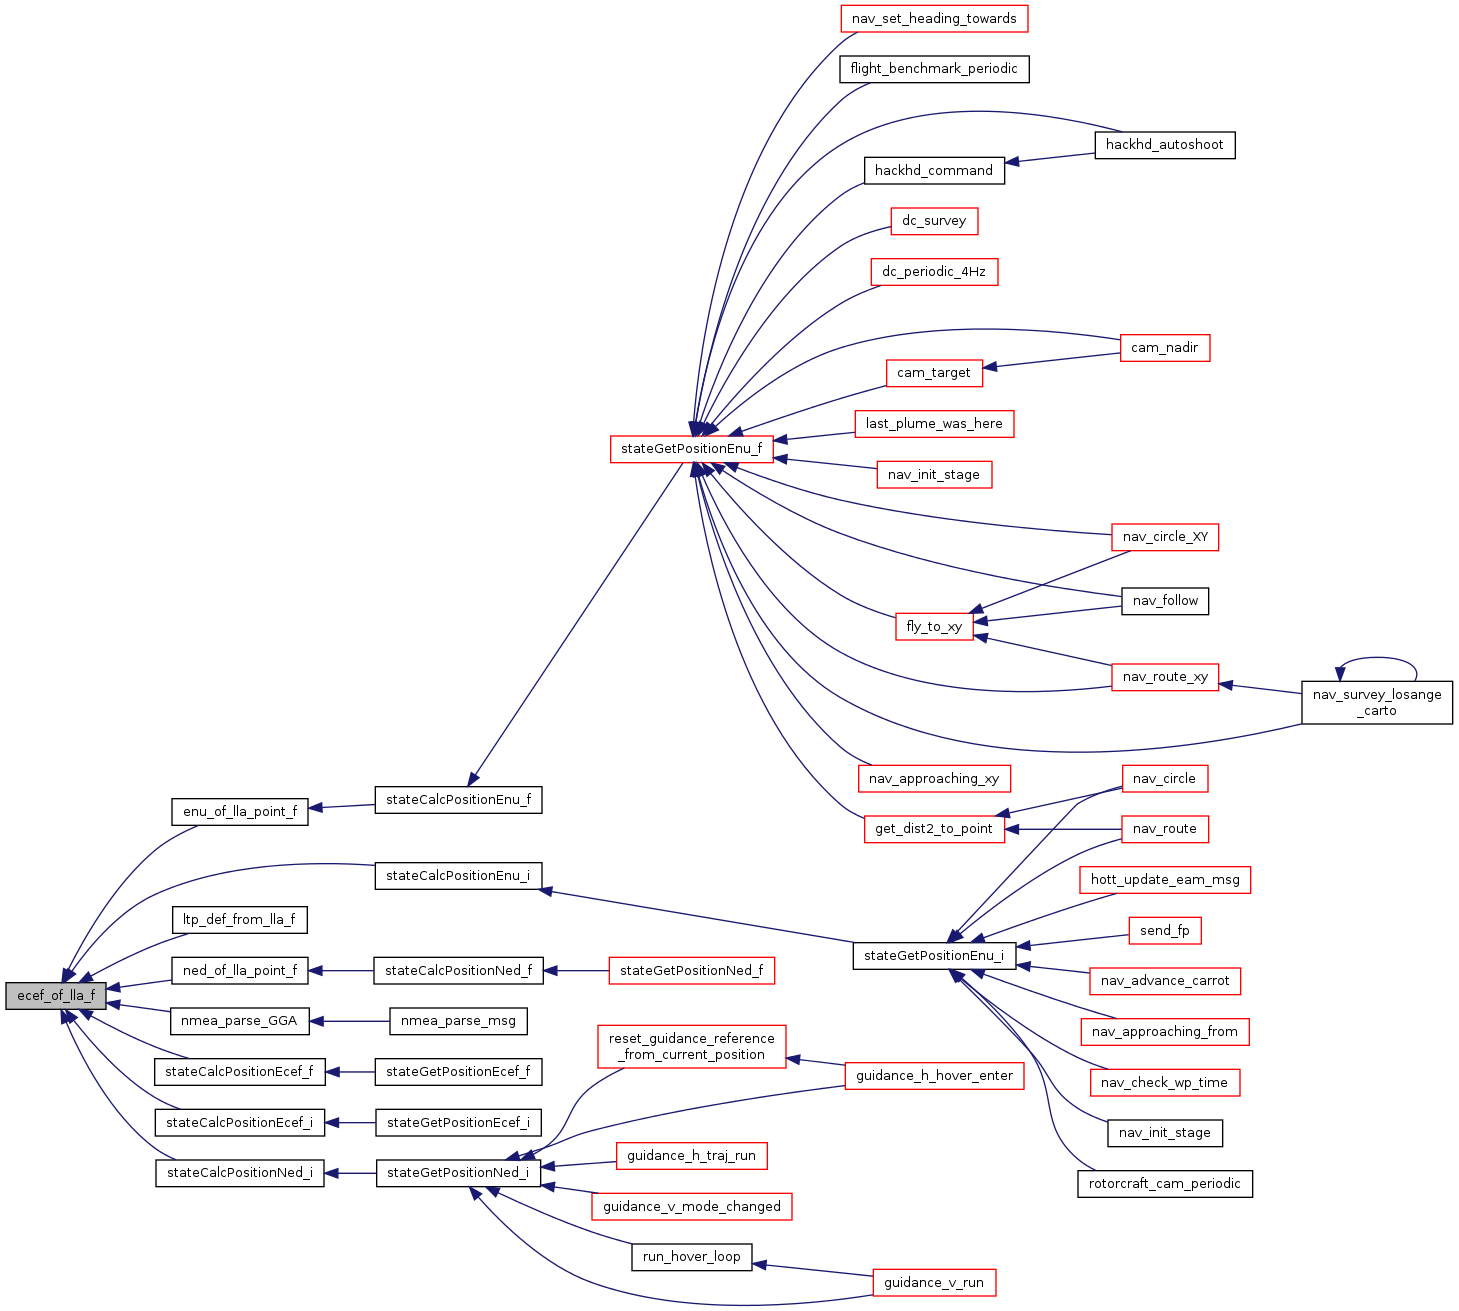 nav_set_heading_towards
flight_benchmark_periodic
hackhd_autoshoot
hackhd_command
dc_survey
dc_periodic_4Hz
cam_nadir
cam_target
last_plume_was_here
stateGetPositionEnu_f
nav_init_stage
nav_circle_XY
nav_follow
fly_to_xy
nav_route_xy
nav_survey_losange
_carto
nav_approaching_xy
nav_circle
stateCalcPositionEnu_f
enu_of_lla_point_f
get_dist2_to_point
nav_route
stateCalcPositionEnu_i
hott_update_eam_msg
ltp_def_from_lla_f
send_fp
stateGetPositionEnu_i
ned_of_lla_point_f
stateCalcPositionNed_f
stateGetPositionNed_f
nav_advance_carrot
ecef_of_lla_f
nmea_parse_GGA
nmea_parse_msg
nav_approaching_from
reset_guidance_reference
_from_current_position
stateCalcPositionEcef_f
stateGetPositionEcef_f
guidance_h_hover_enter
nav_check_wp_time
stateCalcPositionEcef_i
stateGetPositionEcef_i
nav_init_stage
guidance_h_traj_run
stateCalcPositionNed_i
stateGetPositionNed_i
rotorcraft_cam_periodic
guidance_v_mode_changed
run_hover_loop
guidance_v_run